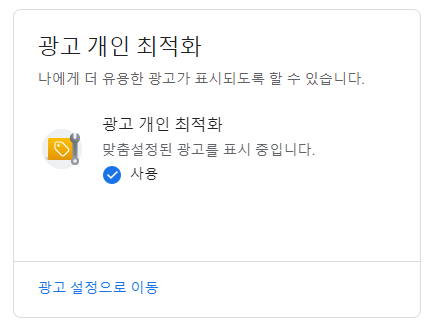 광고 개인 최적화
나에게 더 유용한 광고가 표시되도록 할 수 있습니다.
광고 개인 최적화
맞춤설정된 광고를 표시 중입니다.
사용
광고 설정으로 이동